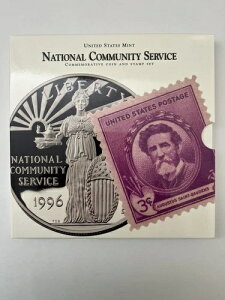 UNITED STATES MINT
NATIONAL COMMUNITY SERVICE
COMMEMORATIVE COIN AND STAMP SET
LIBERTY
NATIONAL
COMMUNITY
SERVICE
1996
UNITED STATES POSTAGE
3¢
AUGUSTUS SAINT-GAUDENS